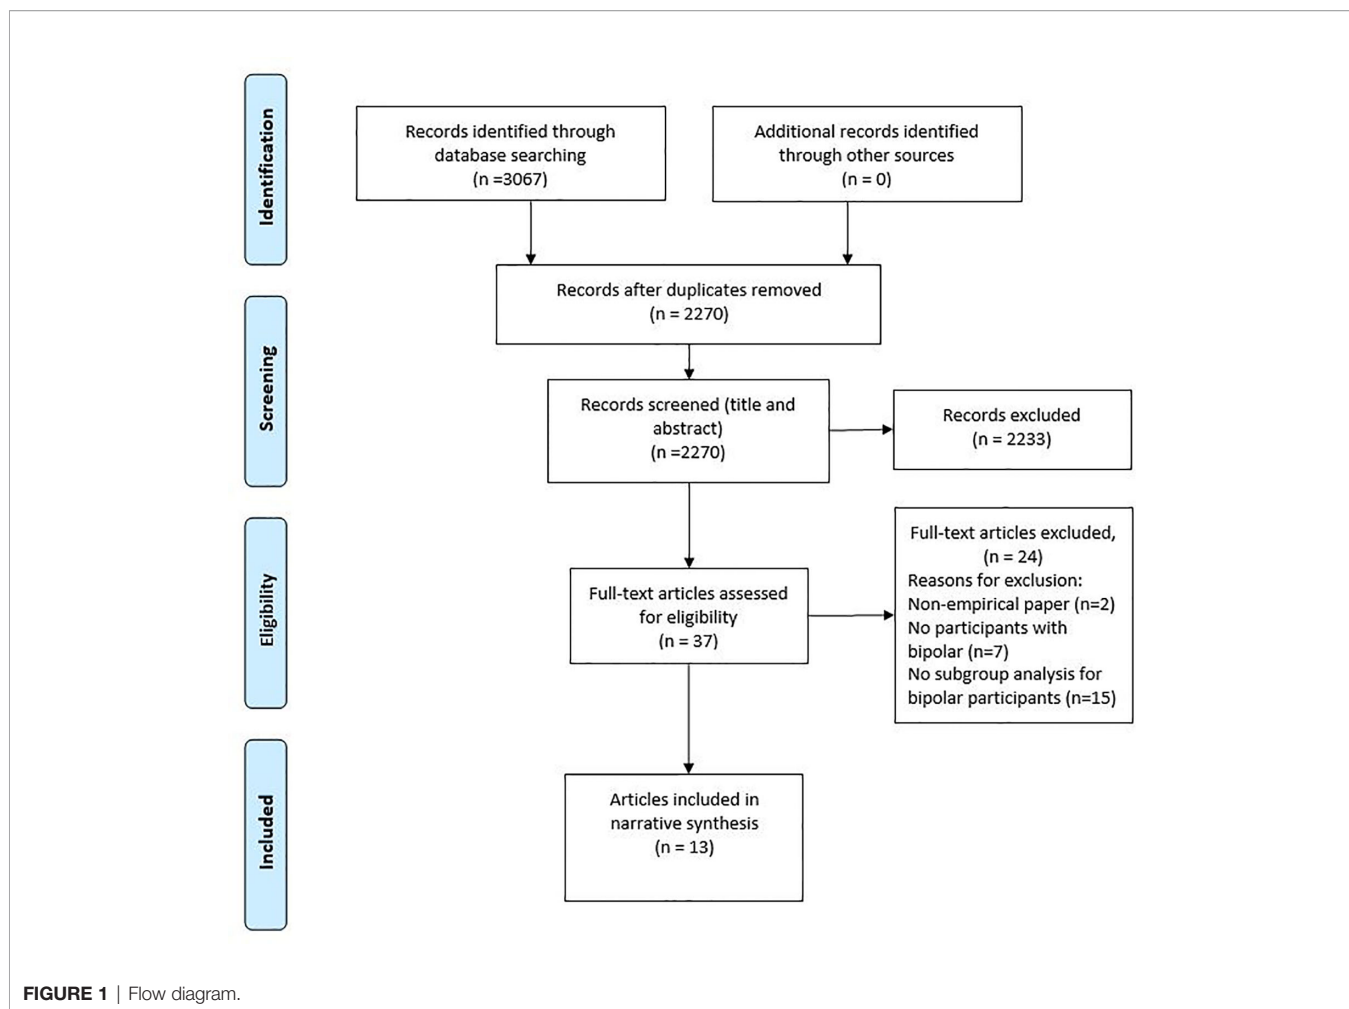 Identification
Records identified through
database searching
(n =3067)
Additional records identified
through other sources
(n = 0)
Records after duplicates removed
(n = 2270)
Screening
Records screened (title and
abstract)
(n =2270)
Records excluded
(n = 2233)
Eligibility
Full-text articles assessed
for eligibility
(n = 37)
Full-text articles excluded,
(n = 24)
Reasons for exclusion:
Non-empirical paper (n=2)
No participants with
bipolar (n=7)
No subgroup analysis for
bipolar participants (n=15)
Included
Articles included in
narrative synthesis
(n = 13)
FIGURE 1 | Flow diagram.